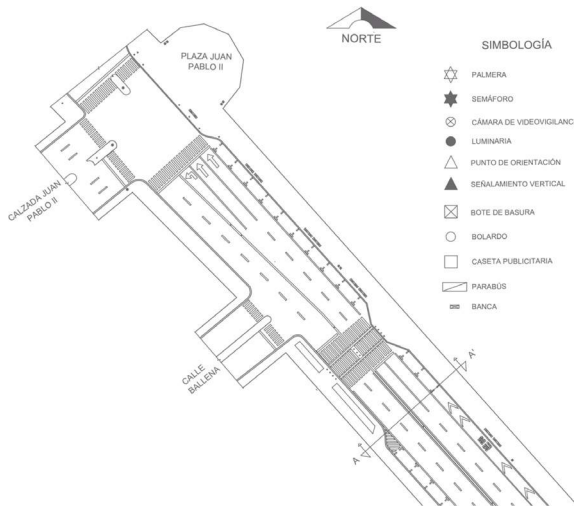 NORTE
PLAZA JUAN
PABLO II
CALZADA JUAN
PABLO II
CALLE
BALLENA
A
A'
SIMBOLOGÍA
PALMERA
SEMÁFORO
CÁMARA DE VIDEOVIGILANC
LUMINARIA
PUNTO DE ORIENTACIÓN
SEÑALAMIENTO VERTICAL
BOTE DE BASURA
BOLARDO
CASETA PUBLICITARIA
PARABÚS
BANCA